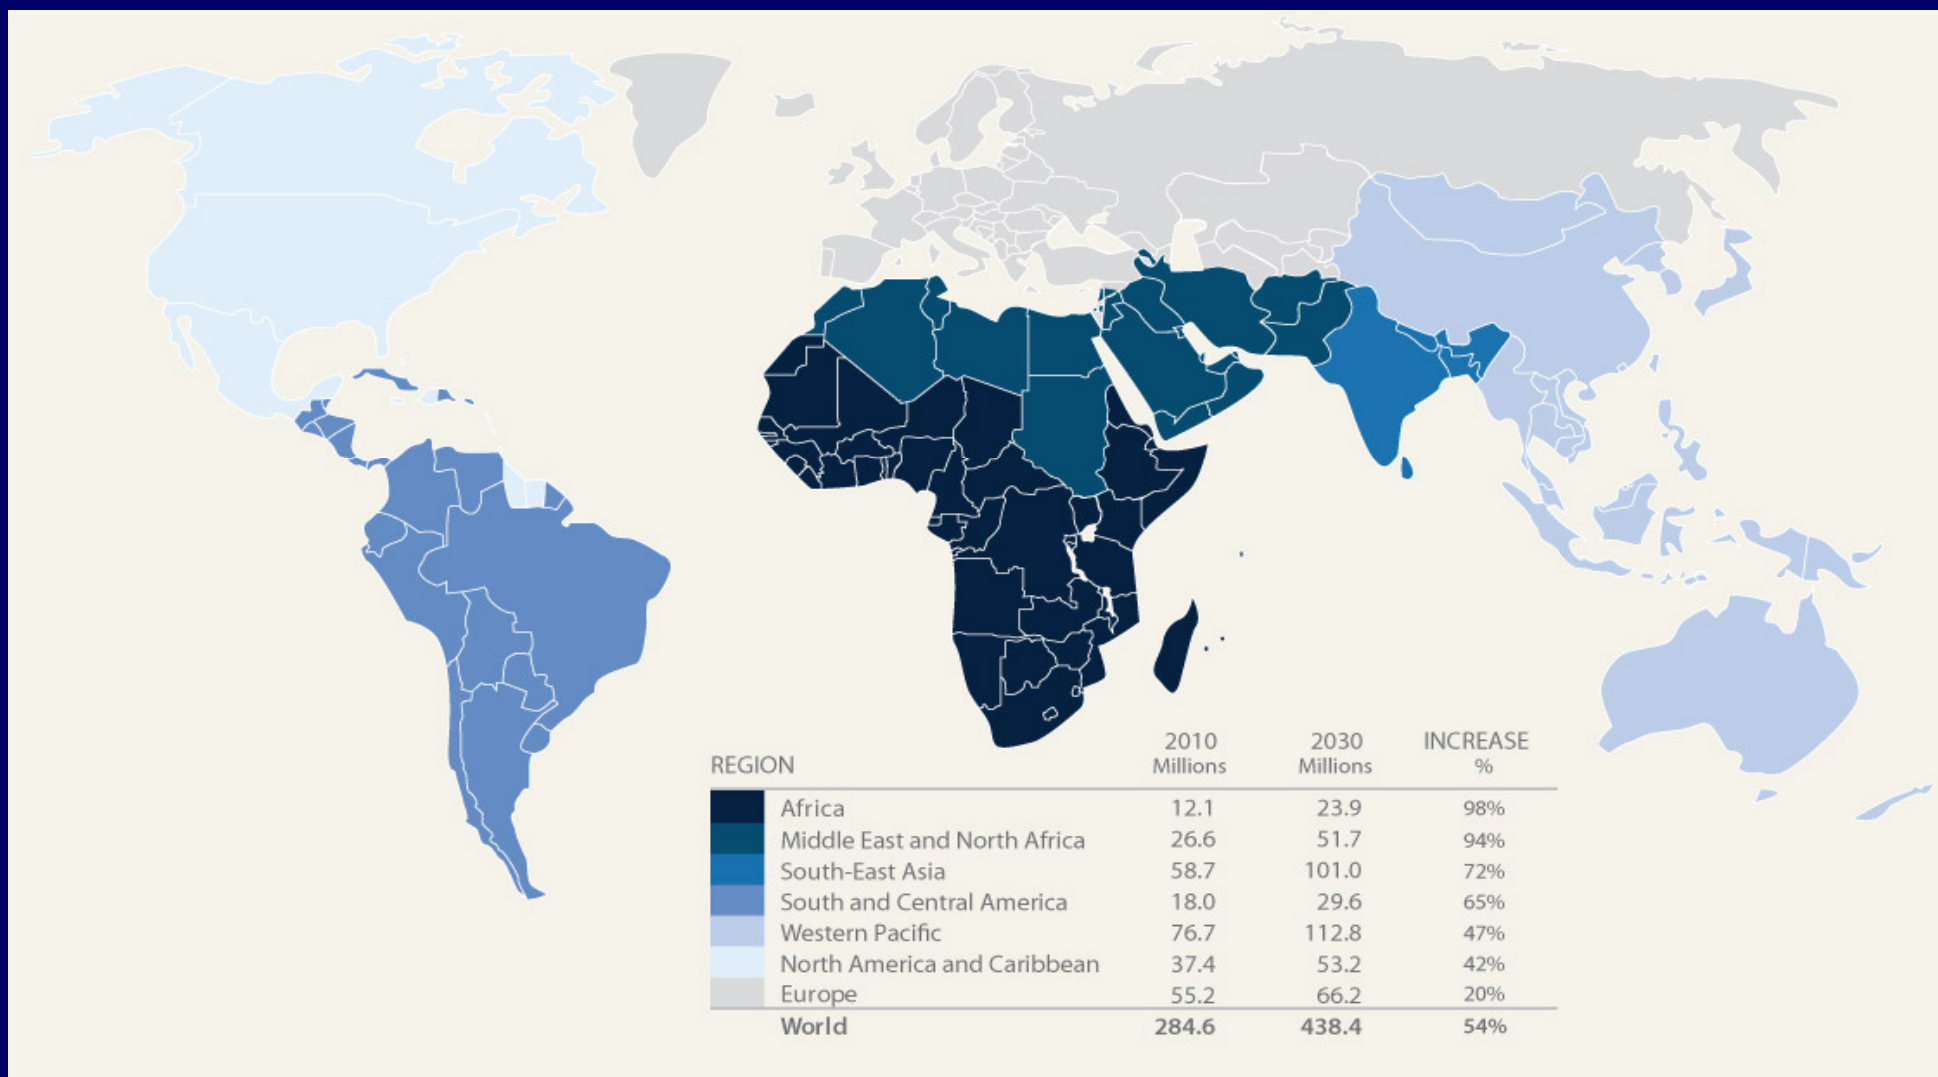 REGION 2010 Millions 2030 Millions INCREASE %
Africa 12.1 23.9 98%
Middle East and North Africa 26.6 51.7 94%
South-East Asia 58.7 101.0 72%
South and Central America 18.0 29.6 65%
Western Pacific 76.7 112.8 47%
North America and Caribbean 37.4 53.2 42%
Europe 55.2 66.2 20%
World 284.6 438.4 54%